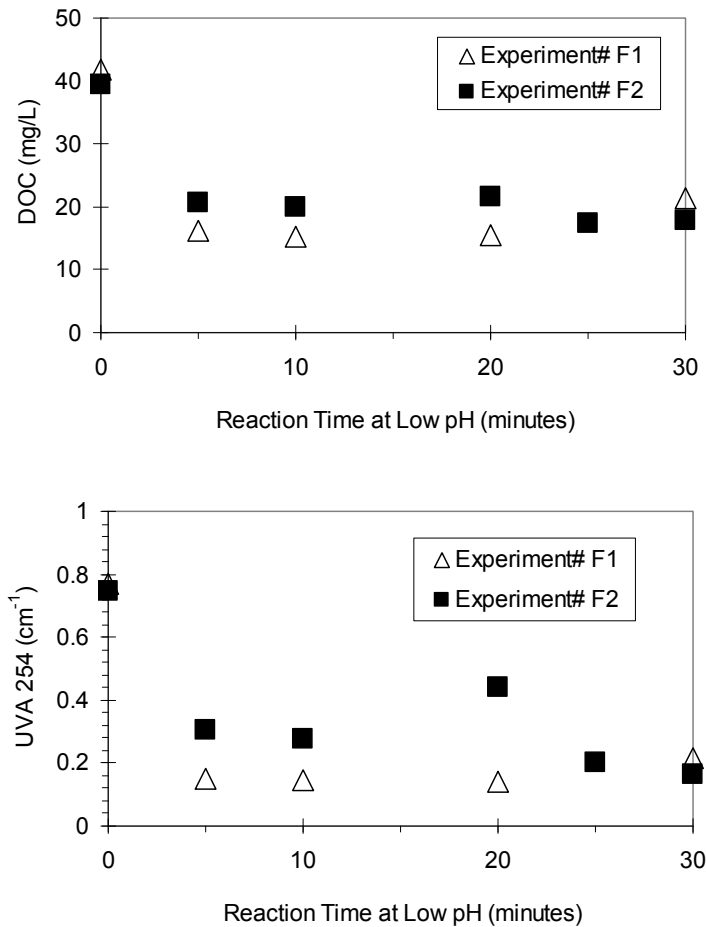 50
40
30
20
10
0
DOC (mg/L)
Experiment# F1
Experiment# F2
0 10 20 30
Reaction Time at Low pH (minutes)
1
0.8
0.6
0.4
0.2
0
UVA 254 (cm⁻¹)
Experiment# F1
Experiment# F2
0 10 20 30
Reaction Time at Low pH (minutes)